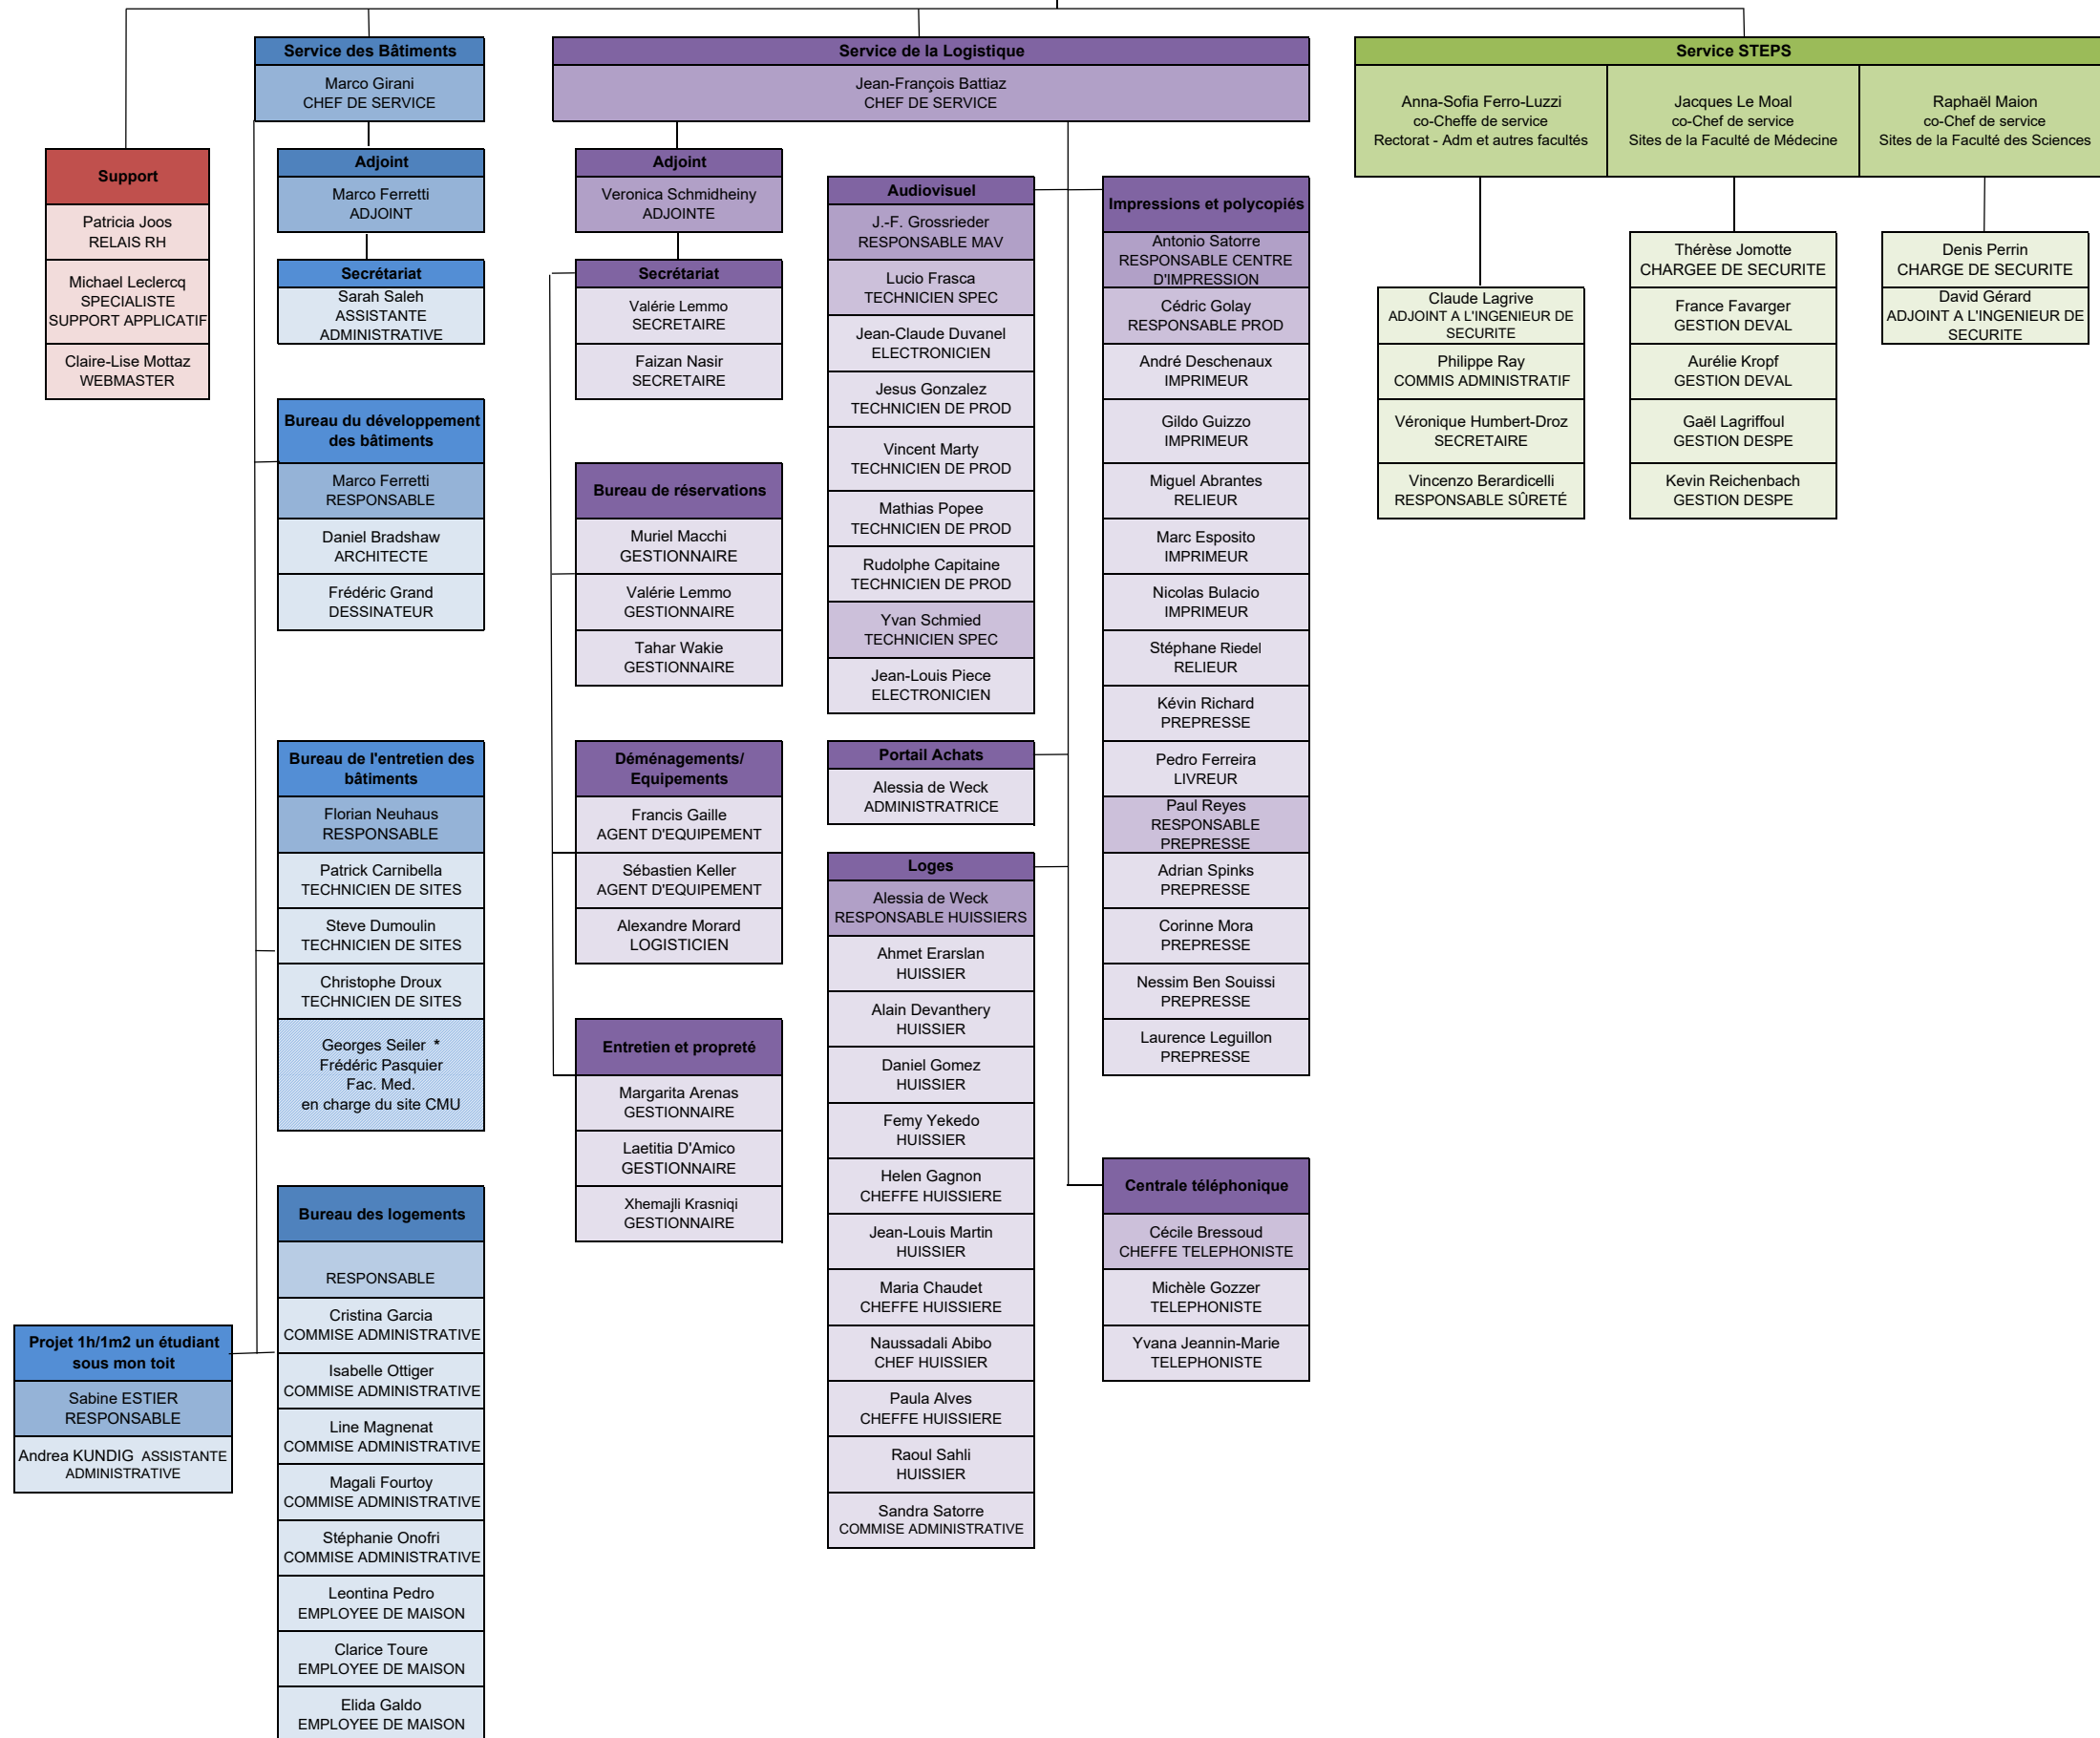 Service des Bâtiments
Marco Girani
CHEF DE SERVICE
Service de la Logistique
Jean-François Battiaz
CHEF DE SERVICE
Service STEPS
Anna-Sofia Ferro-Luzzi
co-Cheffe de service
Rectorat - Adm et autres facultés
Jacques Le Moal
co-Chef de service
Sites de la Faculté de Médecine
Raphaël Maion
co-Chef de service
Sites de la Faculté des Sciences
Support
Patricia Joos
RELAIS RH
Michael Leclercq
SPECIALISTE
SUPPORT APPLICATIF
Claire-Lise Mottaz
WEBMASTER
Adjoint
Marco Ferretti
ADJOINT
Secrétariat
Sarah Saleh
ASSISTANTE
ADMINISTRATIVE
Bureau du développement
des bâtiments
Marco Ferretti
RESPONSABLE
Daniel Bradshaw
ARCHITECTE
Frédéric Grand
DESSINATEUR
Bureau de l'entretien des
bâtiments
Florian Neuhaus
RESPONSABLE
Patrick Carnibella
TECHNICIEN DE SITES
Steve Dumoulin
TECHNICIEN DE SITES
Christophe Droux
TECHNICIEN DE SITES
Georges Seiler *
Frédéric Pasquier
Fac. Med.
en charge du site CMU
Bureau des logements
RESPONSABLE
Cristina Garcia
COMMISE ADMINISTRATIVE
Isabelle Ottiger
COMMISE ADMINISTRATIVE
Line Magnenat
COMMISE ADMINISTRATIVE
Magali Fourtoy
COMMISE ADMINISTRATIVE
Stéphanie Onofri
COMMISE ADMINISTRATIVE
Leontina Pedro
EMPLOYEE DE MAISON
Clarice Toure
EMPLOYEE DE MAISON
Elida Galdo
EMPLOYEE DE MAISON
Projet 1h/1m2 un étudiant
sous mon toit
Sabine ESTIER
RESPONSABLE
Andrea KUNDIG ASSISTANTE
ADMINISTRATIVE
Adjoint
Veronica Schmidheiny
ADJOINTE
Secrétariat
Valérie Lemmo
SECRETAIRE
Faizan Nasir
SECRETAIRE
Bureau de réservations
Muriel Macchi
GESTIONNAIRE
Valérie Lemmo
GESTIONNAIRE
Tahar Wakie
GESTIONNAIRE
Déménagements/
Equipements
Francis Gaille
AGENT D'EQUIPEMENT
Sébastien Keller
AGENT D'EQUIPEMENT
Alexandre Morard
LOGISTICIEN
Entretien et propreté
Margarita Arenas
GESTIONNAIRE
Laetitia D'Amico
GESTIONNAIRE
Xhemajli Krasniqi
GESTIONNAIRE
Audiovisuel
J.-F. Grossrieder
RESPONSABLE MAV
Lucio Frasca
TECHNICIEN SPEC
Jean-Claude Duvanel
ELECTRONICIEN
Jesus Gonzalez
TECHNICIEN DE PROD
Vincent Marty
TECHNICIEN DE PROD
Mathias Popee
TECHNICIEN DE PROD
Rudolphe Capitaine
TECHNICIEN DE PROD
Yvan Schmied
TECHNICIEN SPEC
Jean-Louis Piece
ELECTRONICIEN
Portail Achats
Alessia de Weck
ADMINISTRATRICE
Loges
Alessia de Weck
RESPONSABLE HUISSIERS
Ahmet Erarslan
HUISSIER
Alain Devanthery
HUISSIER
Daniel Gomez
HUISSIER
Femy Yekedo
HUISSIER
Helen Gagnon
CHEFFE HUISSIERE
Jean-Louis Martin
HUISSIER
Maria Chaudet
CHEFFE HUISSIERE
Naussadali Abibo
CHEF HUISSIER
Paula Alves
CHEFFE HUISSIERE
Raoul Sahli
HUISSIER
Sandra Satorre
COMMISE ADMINISTRATIVE
Impressions et polycopiés
Antonio Satorre
RESPONSABLE CENTRE
D'IMPRESSION
Cédric Golay
RESPONSABLE PROD
André Deschenaux
IMPRIMEUR
Gildo Guizzo
IMPRIMEUR
Miguel Abrantes
RELIEUR
Marc Esposito
IMPRIMEUR
Nicolas Bulacio
IMPRIMEUR
Stéphane Riedel
RELIEUR
Kévin Richard
PREPRESSE
Pedro Ferreira
LIVREUR
Paul Reyes
RESPONSABLE
PREPRESSE
Adrian Spinks
PREPRESSE
Corinne Mora
PREPRESSE
Nessim Ben Souissi
PREPRESSE
Laurence Leguillon
PREPRESSE
Centrale téléphonique
Cécile Bressoud
CHEFFE TELEPHONISTE
Michèle Gozzer
TELEPHONISTE
Yvana Jeannin-Marie
TELEPHONISTE
Claude Lagrive
ADJOINT A L'INGENIEUR DE
SECURITE
Philippe Ray
COMMIS ADMINISTRATIF
Véronique Humbert-Droz
SECRETAIRE
Vincenzo Berardicelli
RESPONSABLE SÛRETÉ
Thérèse Jomotte
CHARGEE DE SECURITE
France Favarger
GESTION DEVAL
Aurélie Kropf
GESTION DEVAL
Gaël Lagriffoul
GESTION DESPE
Kevin Reichenbach
GESTION DESPE
Denis Perrin
CHARGE DE SECURITE
David Gérard
ADJOINT A L'INGENIEUR DE
SECURITE